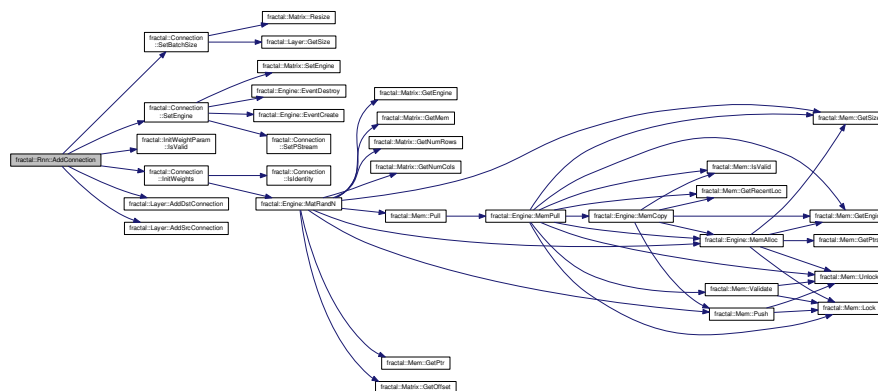 fractal::Rnn::AddConnection
fractal::Connection
::SetBatchSize
fractal::Connection
::SetEngine
fractal::InitWeightParam
::IsValid
fractal::Connection
::InitWeights
fractal::Layer::AddDstConnection
fractal::Layer::AddSrcConnection
fractal::Matrix::Resize
fractal::Layer::GetSize
fractal::Matrix::SetEngine
fractal::Engine::EventDestroy
fractal::Engine::EventCreate
fractal::Connection
::SetPStream
fractal::Connection
::IsIdentity
fractal::Engine::MatRandN
fractal::Matrix::GetEngine
fractal::Matrix::GetMem
fractal::Matrix::GetNumRows
fractal::Matrix::GetNumCols
fractal::Mem::Pull
fractal::Mem::GetPtr
fractal::Matrix::GetOffset
fractal::Engine::MemPull
fractal::Engine::MemCopy
fractal::Mem::IsValid
fractal::Mem::GetRecentLoc
fractal::Engine::MemAlloc
fractal::Mem::Validate
fractal::Mem::Push
fractal::Mem::GetSize
fractal::Mem::GetEngine
fractal::Mem::GetPtrs
fractal::Mem::Unlock
fractal::Mem::Lock